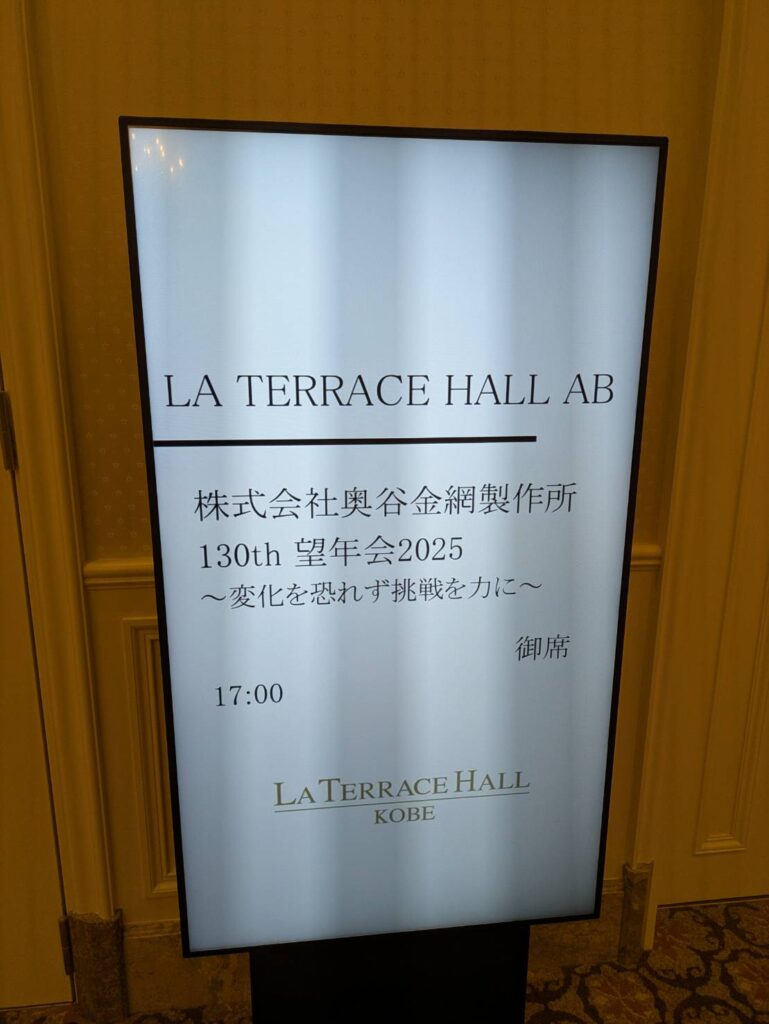 LA TERRACE HALL AB
株式会社奥谷金網製作所
130th 望年会2025
～変化を恐れず挑戦を力に～
御席
17:00
LA TERRACE HALL
KOBE